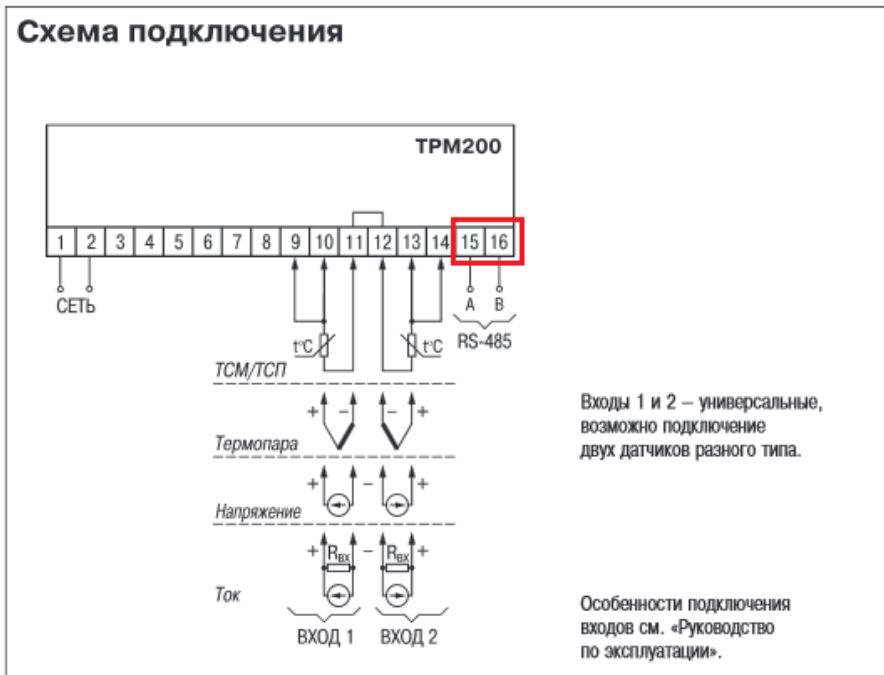 Схема подключения
ТРМ200
1 2 3 4 5 6 7 8 9 10 11 12 13 14 15 16
СЕТЬ
A B
RS-485
t°C t°C
ТСМ/ТСП
+ – – +
Термопара
+ – +
Напряжение
+ Rвх – Rвх +
Ток
ВХОД 1 ВХОД 2
Входы 1 и 2 – универсальные,
возможно подключение
двух датчиков разного типа.
Особенности подключения
входов см. «Руководство
по эксплуатации».